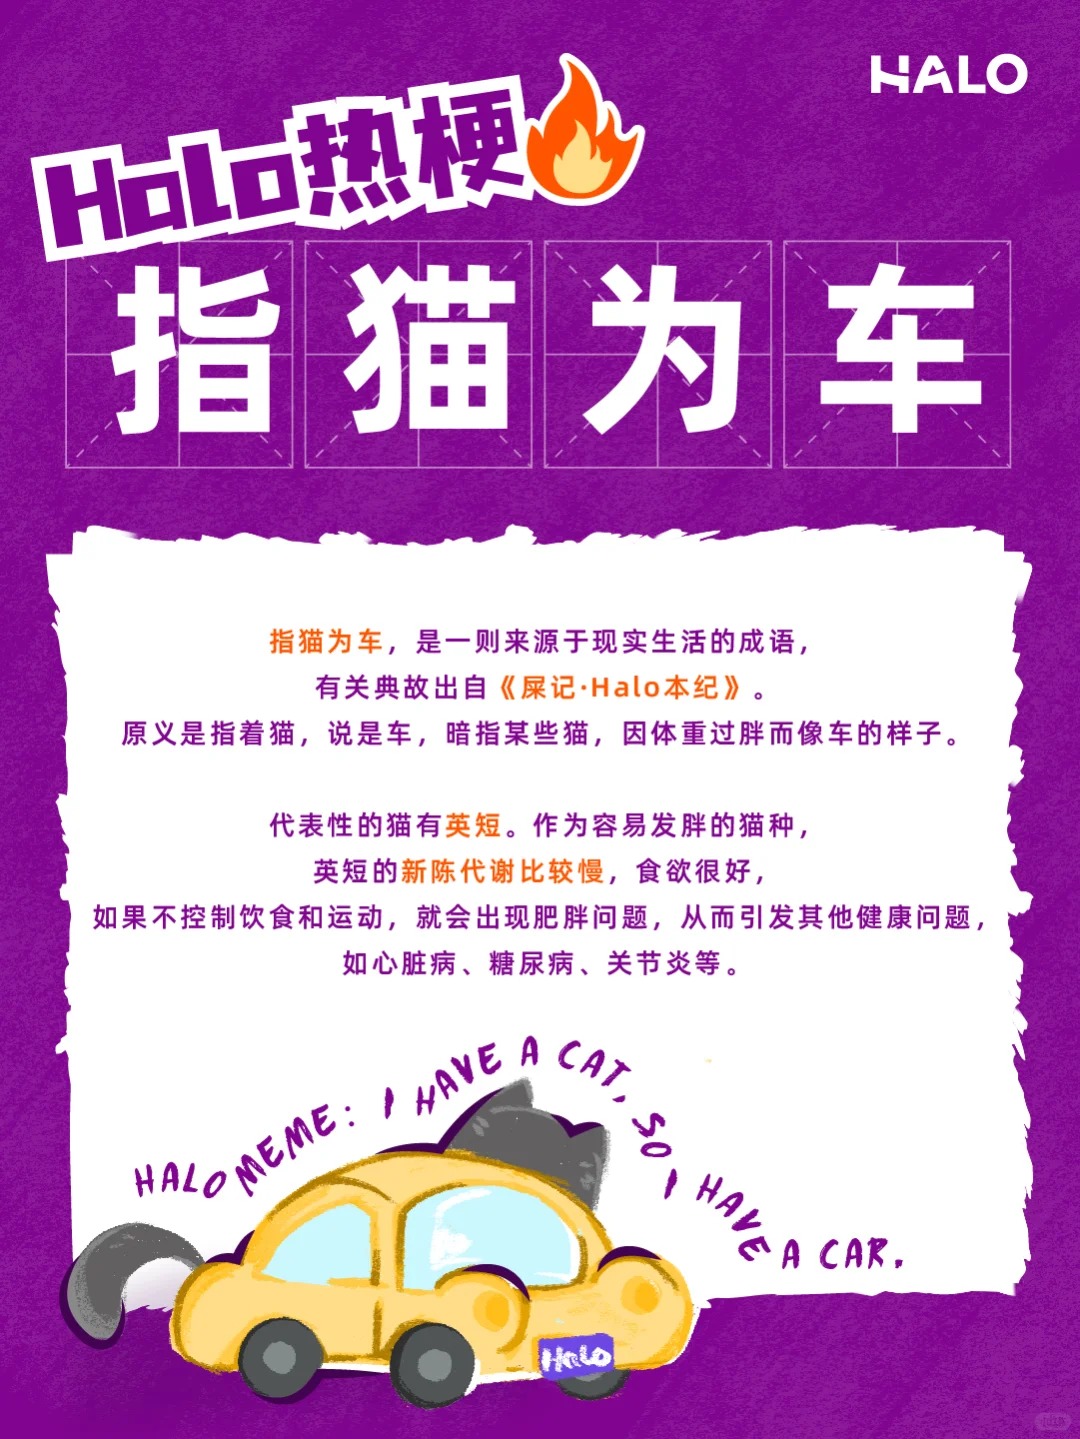 HALO
Halo热梗
指猫为车
指猫为车，是一则来源于现实生活的成语，
有关典故出自《屎记·Halo本纪》。
原义是指着猫，说是车，暗指某些猫，因体重过胖而像车的样子。
代表性的猫有英短。作为容易发胖的猫种，
英短的新陈代谢比较慢，食欲很好，
如果不控制饮食和运动，就会出现肥胖问题，从而引发其他健康问题，
如心脏病、糖尿病、关节炎等。
HALO MEME: I HAVE A CAT, SO I HAVE A CAR.
Halo